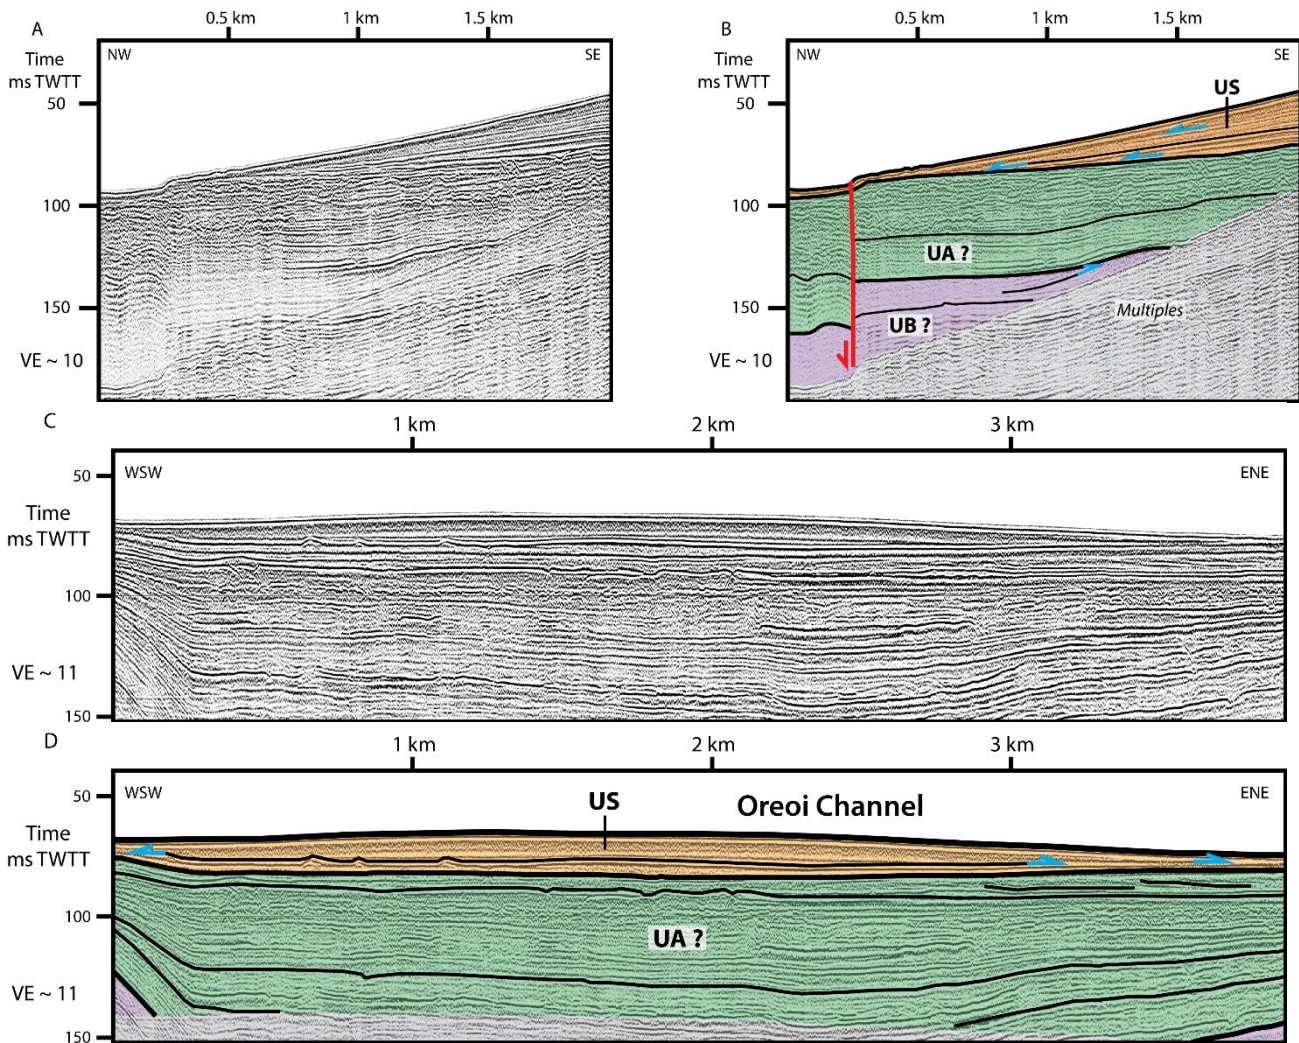 A
0.5 km 1 km 1.5 km
Time
ms TWTT
NW SE
50
100
150
VE ~ 10
B
0.5 km 1 km 1.5 km
Time
ms TWTT
NW SE
50
US
100
UA ?
150
UB ?
Multiples
VE ~ 10
C
1 km 2 km 3 km
WSW ENE
50
Time
ms TWTT
100
VE ~ 11
150
D
1 km 2 km 3 km
WSW ENE
50
US
Oreoi Channel
Time
ms TWTT
100
UA ?
VE ~ 11
150